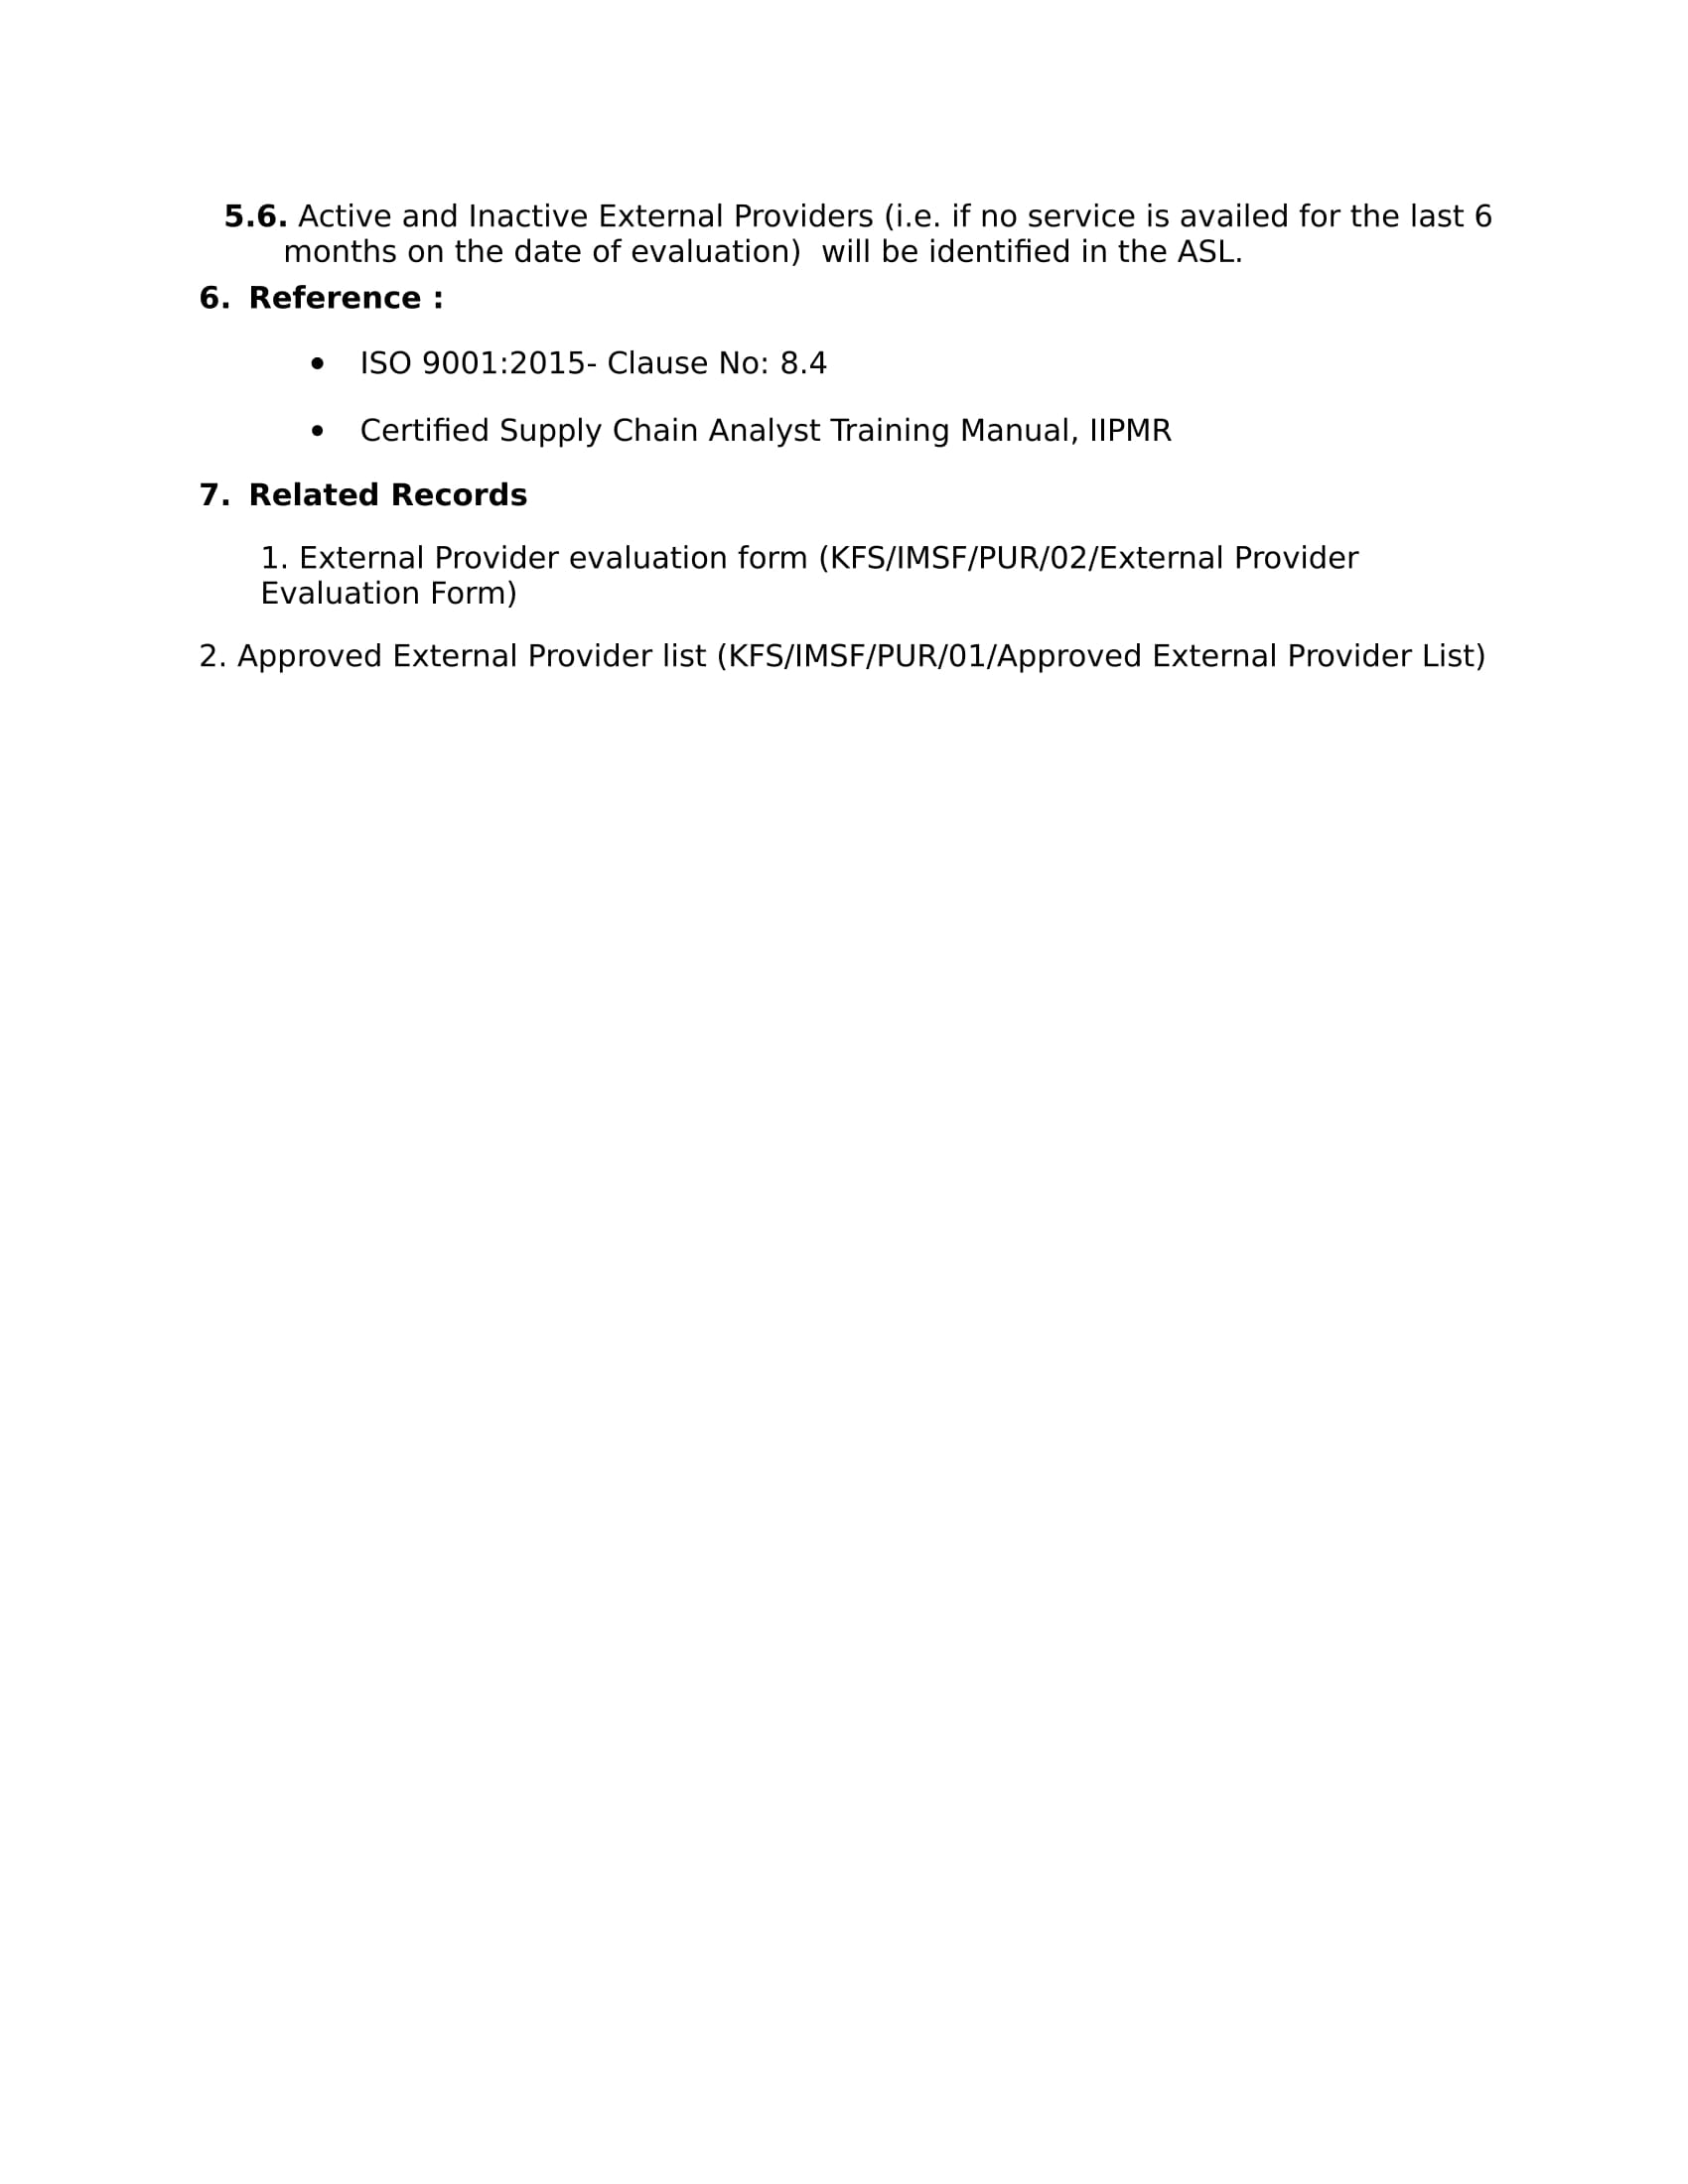 5.6. Active and Inactive External Providers (i.e. if no service is availed for the last 6
months on the date of evaluation)  will be identified in the ASL.
6. Reference :
• ISO 9001:2015- Clause No: 8.4
• Certified Supply Chain Analyst Training Manual, IIPMR
7. Related Records
1. External Provider evaluation form (KFS/IMSF/PUR/02/External Provider
Evaluation Form)
2. Approved External Provider list (KFS/IMSF/PUR/01/Approved External Provider List)